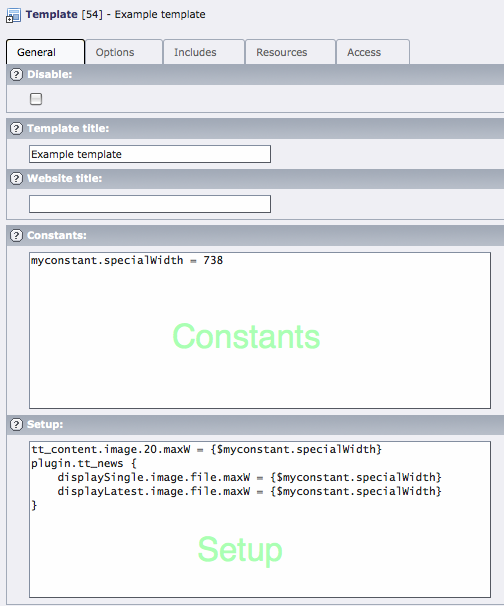 Template [54] - Example template
General Options Includes Resources Access
? Disable:
? Template title:
Example template
? Website title:
? Constants:
myconstant.specialWidth = 738
Constants
? Setup:
tt_content.image.20.maxW = {$myconstant.specialWidth}
plugin.tt_news {
    displaySingle.image.file.maxW = {$myconstant.specialWidth}
    displayLatest.image.file.maxW = {$myconstant.specialWidth}
}
Setup